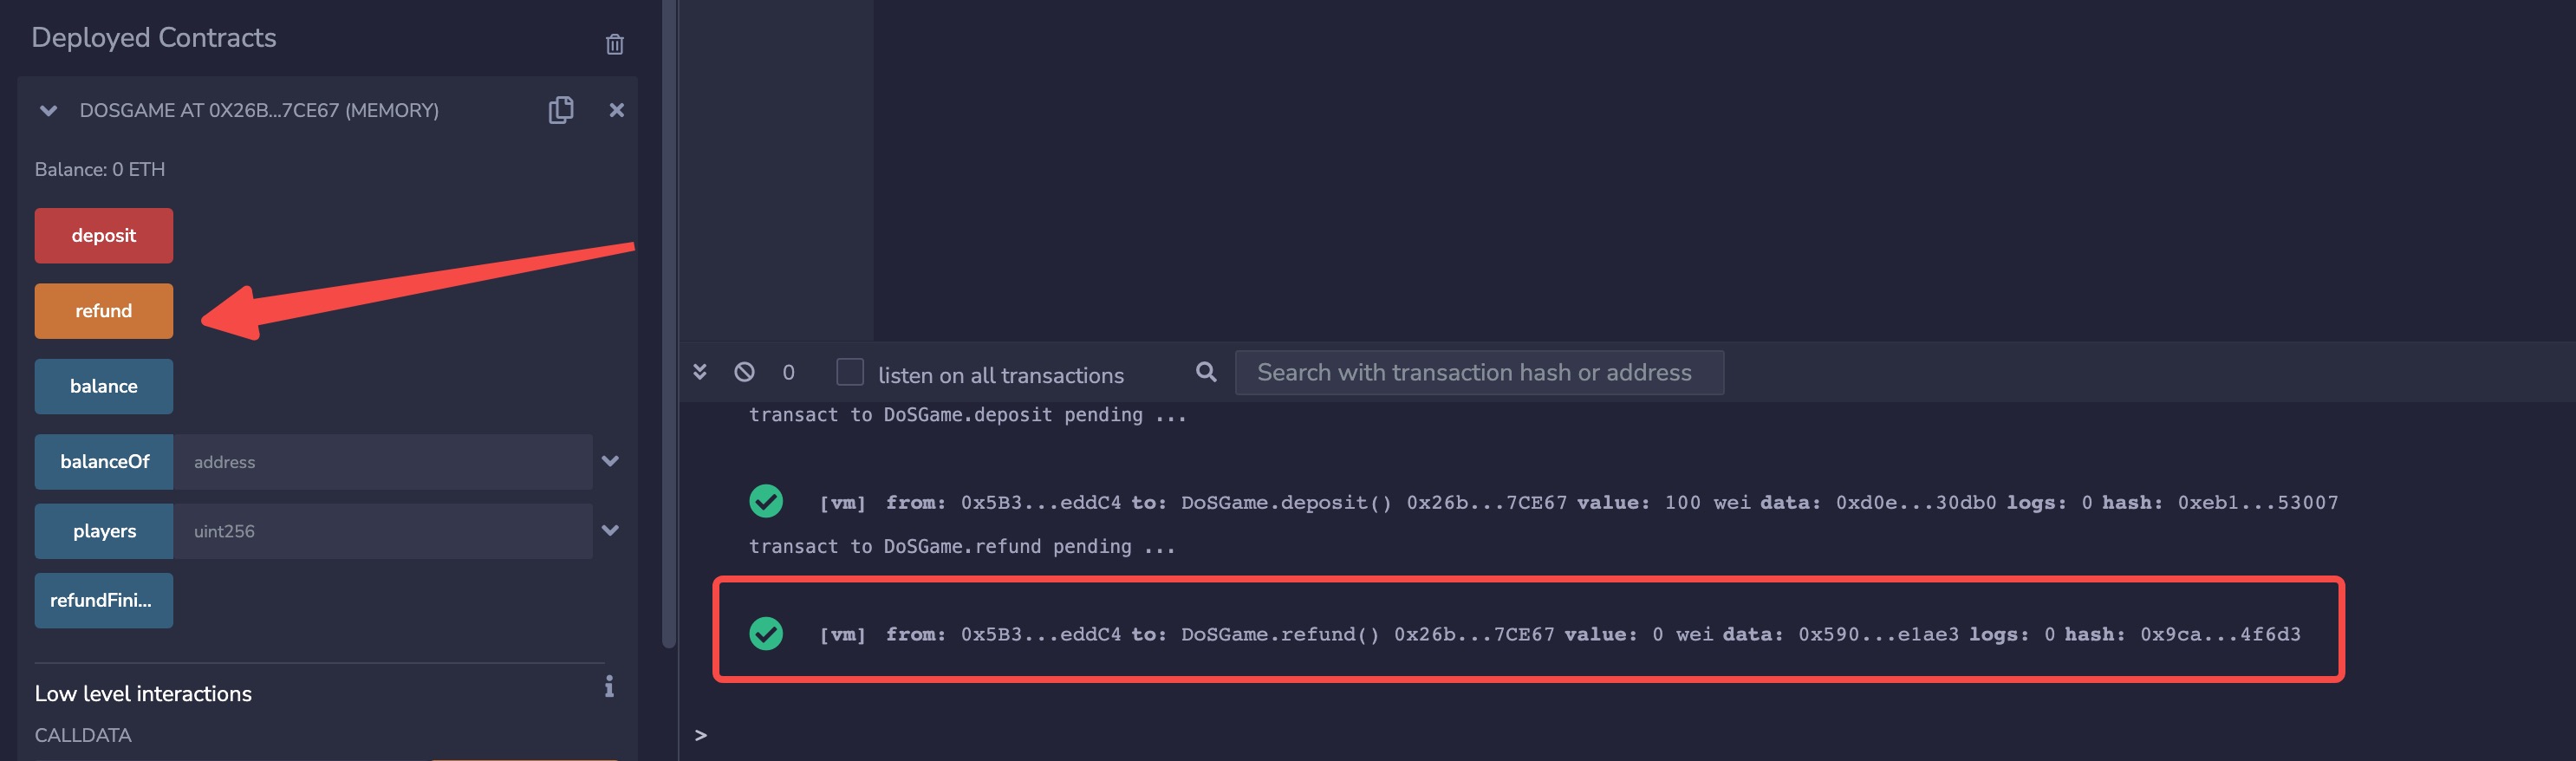 Deployed Contracts
DOSGAME AT 0X26B...7CE67 (MEMORY)
Balance: 0 ETH
deposit
refund
balance
balanceOf address
players uint256
refundFini...
Low level interactions
CALLDATA
0 listen on all transactions Search with transaction hash or address
transact to DoSGame.deposit pending ...
[vm] from: 0x5B3...eddC4 to: DoSGame.deposit() 0x26b...7CE67 value: 100 wei data: 0xd0e...30db0 logs: 0 hash: 0xeb1...53007
transact to DoSGame.refund pending ...
[vm] from: 0x5B3...eddC4 to: DoSGame.refund() 0x26b...7CE67 value: 0 wei data: 0x590...e1ae3 logs: 0 hash: 0x9ca...4f6d3
>